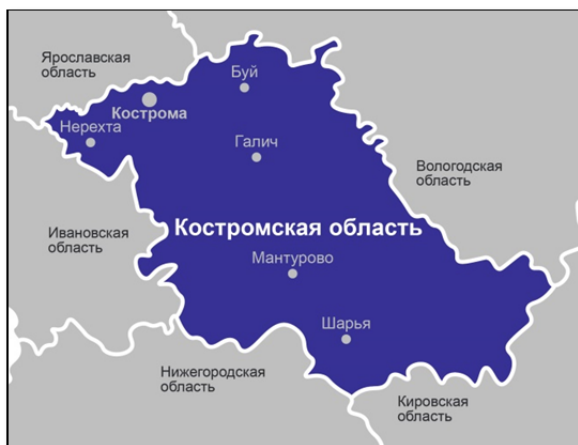 Ярославская
область
Буй
Кострома
Нерехта
Галич
Вологодская
область
Костромская область
Ивановская
область
Мантурово
Шарья
Нижегородская
область
Кировская
область